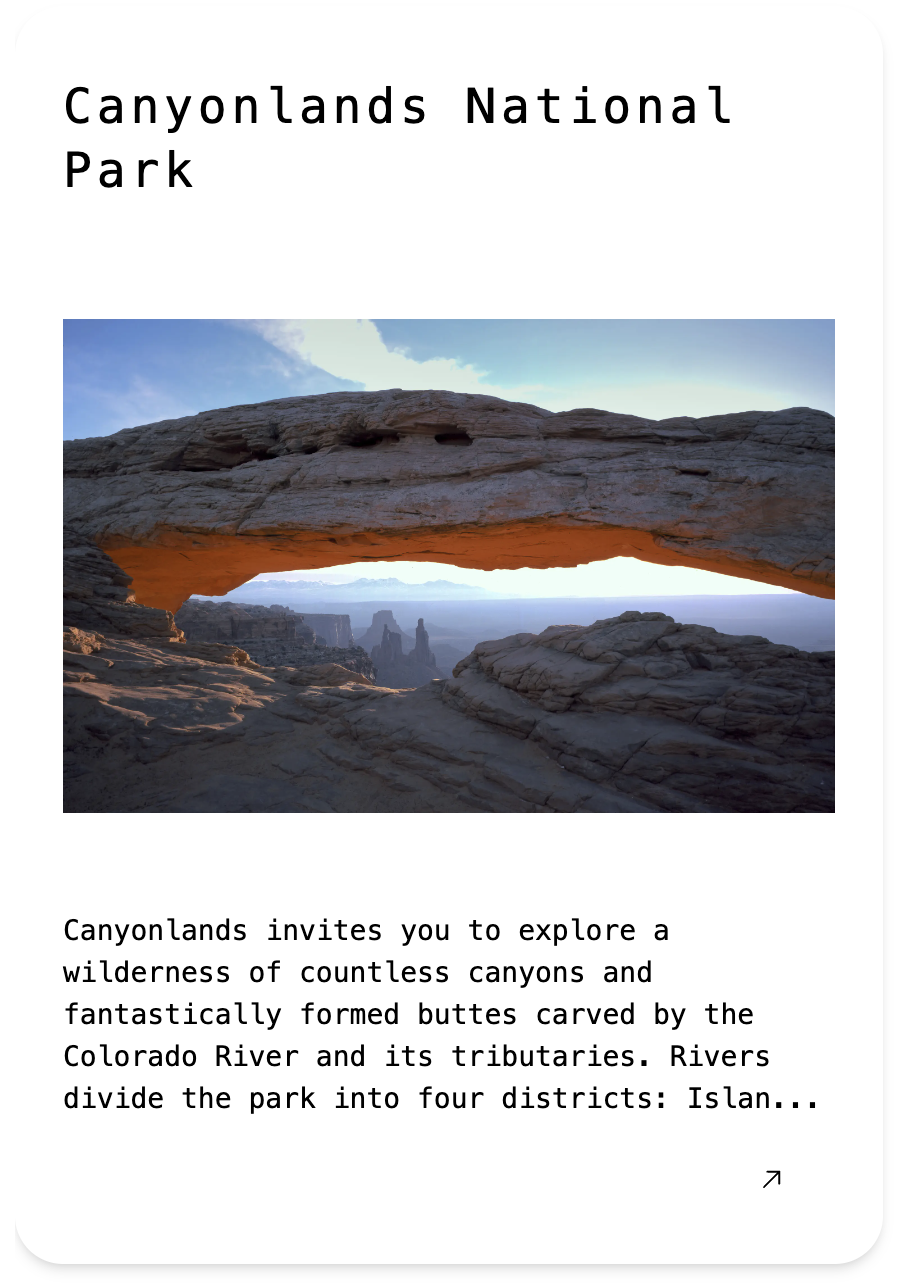 Canyonlands National
Park
Canyonlands invites you to explore a
wilderness of countless canyons and
fantastically formed buttes carved by the
Colorado River and its tributaries. Rivers
divide the park into four districts: Islan...